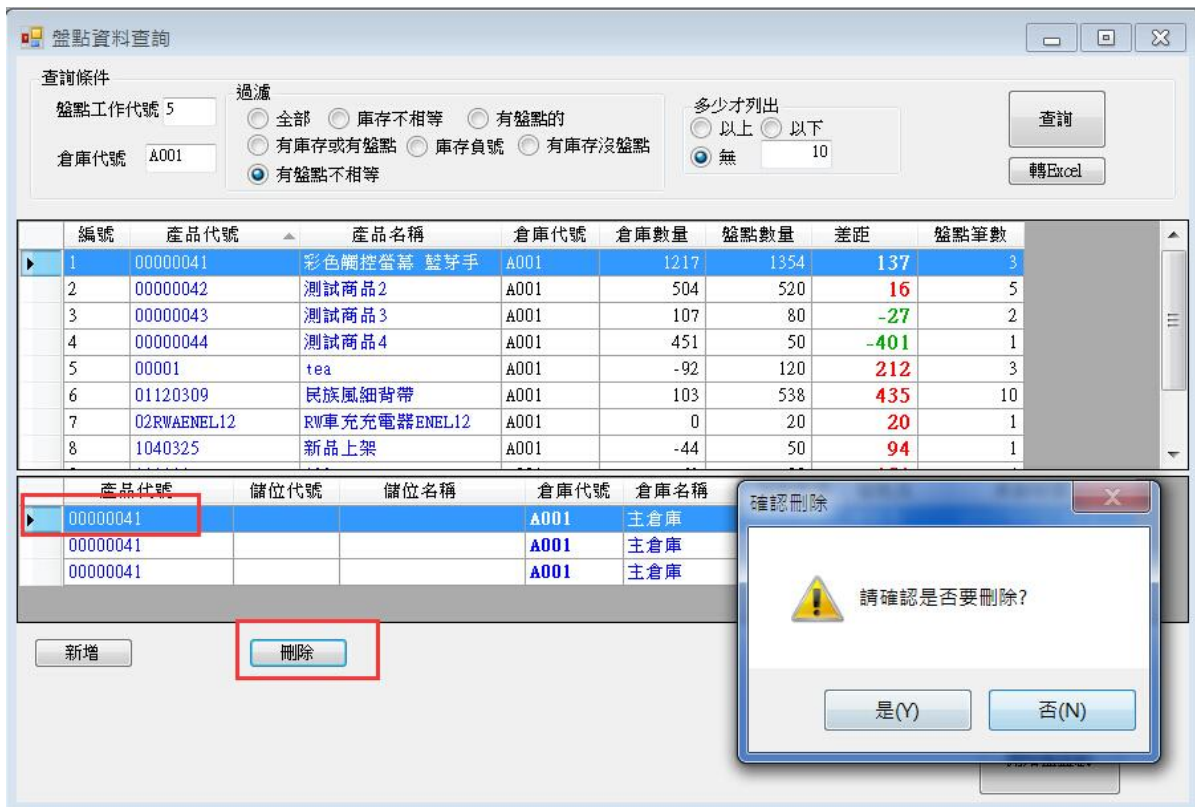 盤點資料查詢
查詢條件
盤點工作代號 5
倉庫代號 A001
過濾
全部 庫存不相等 有盤點的
有庫存或有盤點 庫存負號 有庫存沒盤點
有盤點不相等
多少才列出
以上 以下
無 10
查詢
轉Excel
編號 產品代號 產品名稱 倉庫代號 倉庫數量 盤點數量 差距 盤點筆數
1 00000041 彩色觸控螢幕 藍芽手 A001 1217 1354 137 3
2 00000042 測試商品2 A001 504 520 16 5
3 00000043 測試商品3 A001 107 80 -27 2
4 00000044 測試商品4 A001 451 50 -401 1
5 00001 tea A001 -92 120 212 3
6 01120309 民族風細背帶 A001 103 538 435 10
7 02RWAENEL12 RW車充充電器ENEL12 A001 0 20 20 1
8 1040325 新品上架 A001 -44 50 94 1
產品代號 儲位代號 儲位名稱 倉庫代號 倉庫名稱
00000041 A001 主倉庫
00000041 A001 主倉庫
00000041 A001 主倉庫
新增 刪除
確認刪除
請確認是否要刪除?
是(Y) 否(N)